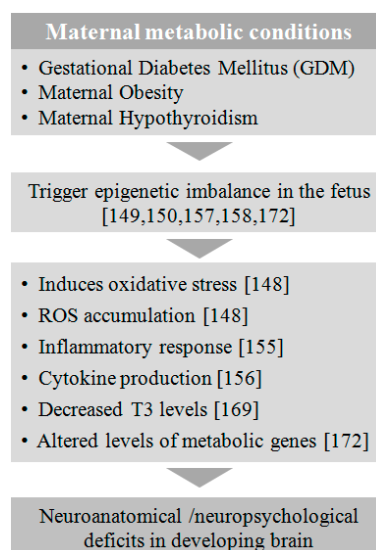 Maternal metabolic conditions
• Gestational Diabetes Mellitus (GDM)
• Maternal Obesity
• Maternal Hypothyroidism
Trigger epigenetic imbalance in the fetus
[149,150,157,158,172]
• Induces oxidative stress [148]
• ROS accumulation [148]
• Inflammatory response [155]
• Cytokine production [156]
• Decreased T3 levels [169]
• Altered levels of metabolic genes [172]
Neuroanatomical /neuropsychological
deficits in developing brain